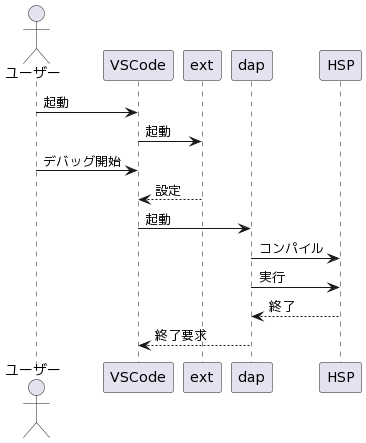 ユーザー VSCode ext dap HSP
起動
起動
デバッグ開始
設定
起動
コンパイル
実行
終了
終了要求
ユーザー VSCode ext dap HSP